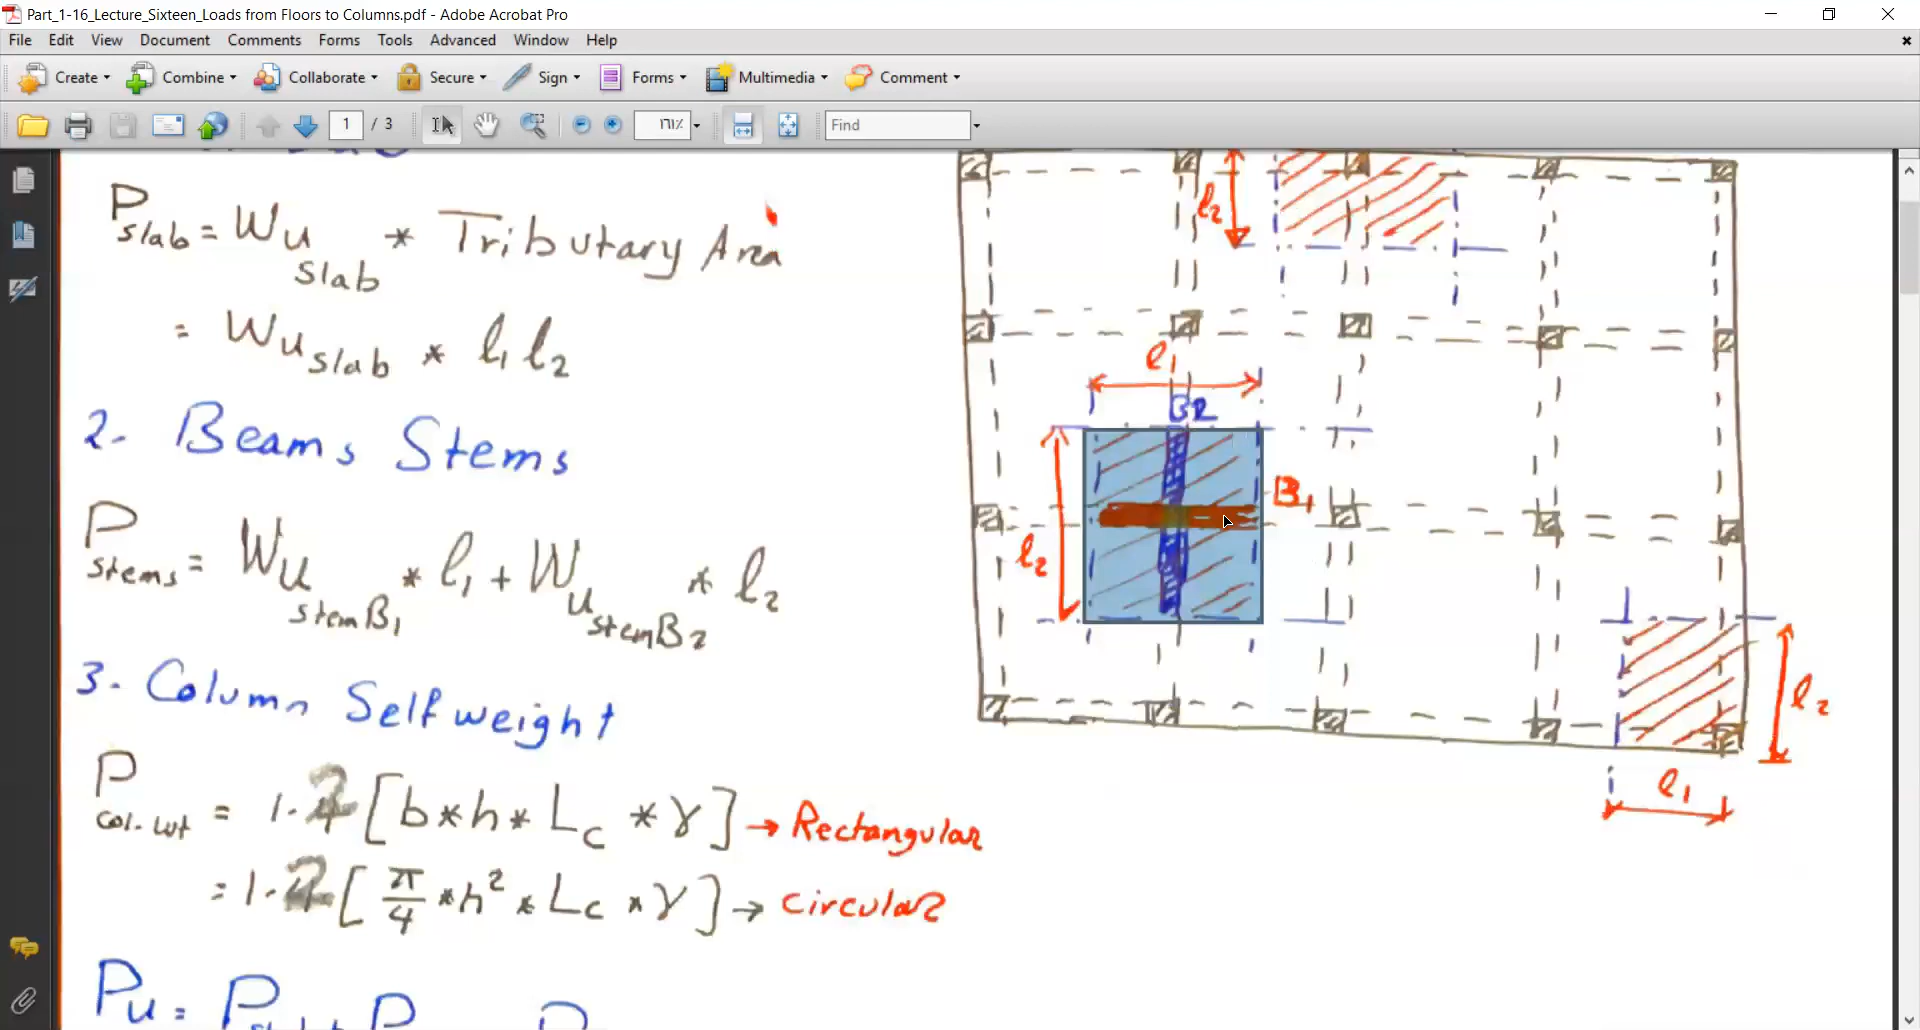 Part_1-16_Lecture_Sixteen_Loads from Floors to Columns.pdf - Adobe Acrobat Pro
File Edit View Document Comments Forms Tools Advanced Window Help
Create Combine Collaborate Secure Sign Forms Multimedia Comment
1 / 3 ١٦١٪ Find
P slab = Wu slab * Tributary Area
= Wu slab * l1 l2
2- Beams Stems
P stems = Wu stem B1 * l1 + Wu stem B2 * l2
3- Column Selfweight
P col. wt = 1.2 [b * h * Lc * γ] → Rectangular
= 1.2 [π/4 * h² * Lc * γ] → Circular
Pu =
l2
l1
B2
B1
l2
l2
l1